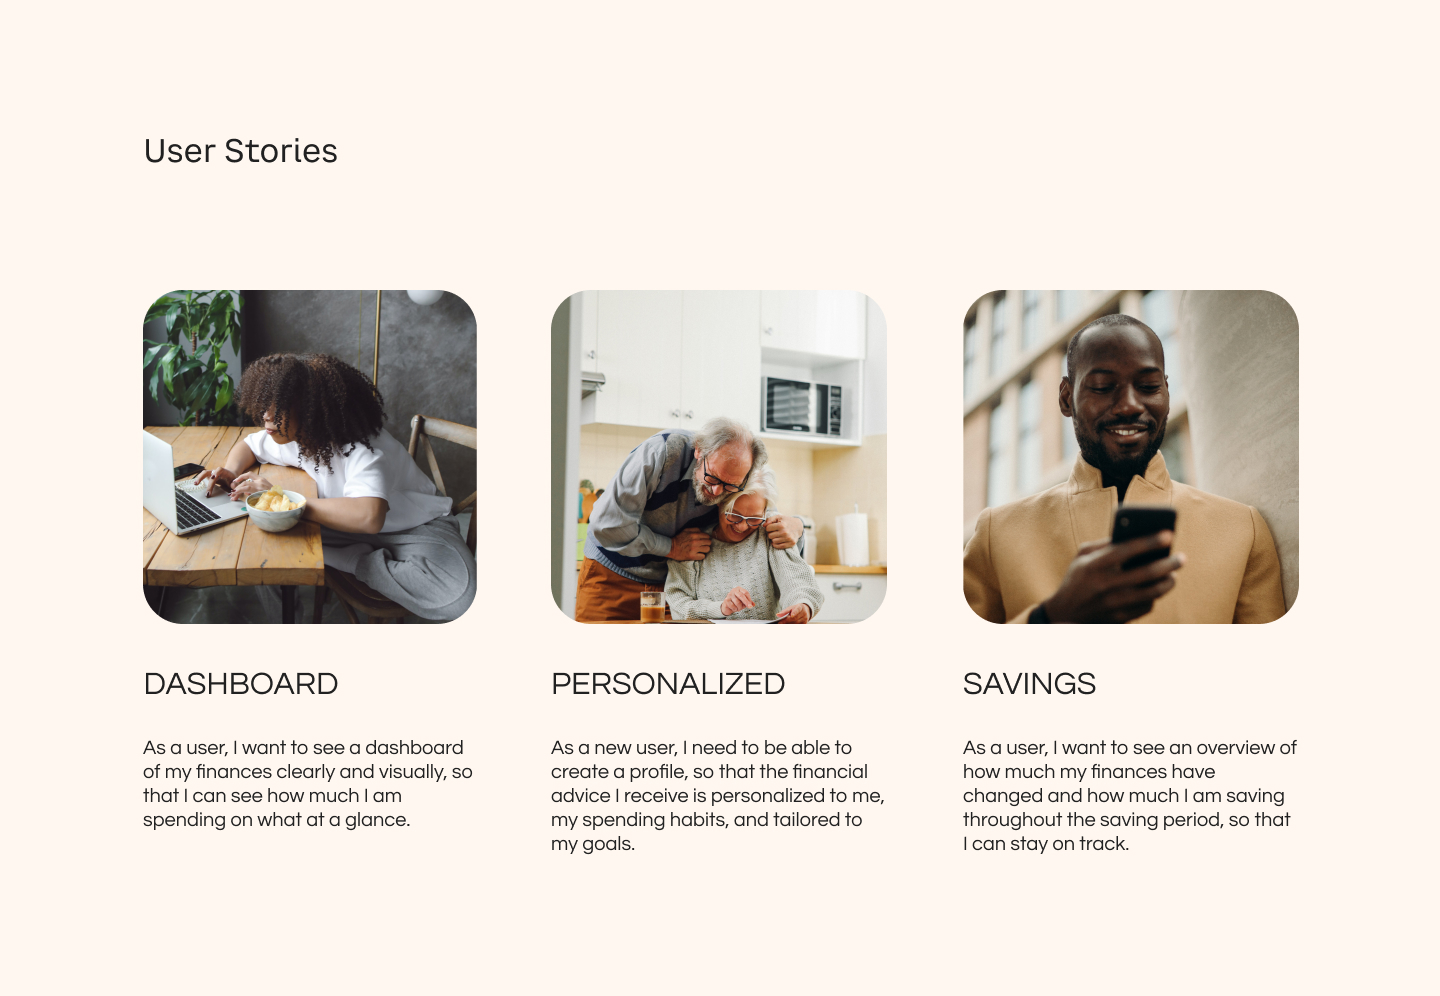 User Stories
DASHBOARD
As a user, I want to see a dashboard
of my finances clearly and visually, so
that I can see how much I am
spending on what at a glance.
PERSONALIZED
As a new user, I need to be able to
create a profile, so that the financial
advice I receive is personalized to me,
my spending habits, and tailored to
my goals.
SAVINGS
As a user, I want to see an overview of
how much my finances have
changed and how much I am saving
throughout the saving period, so that
I can stay on track.